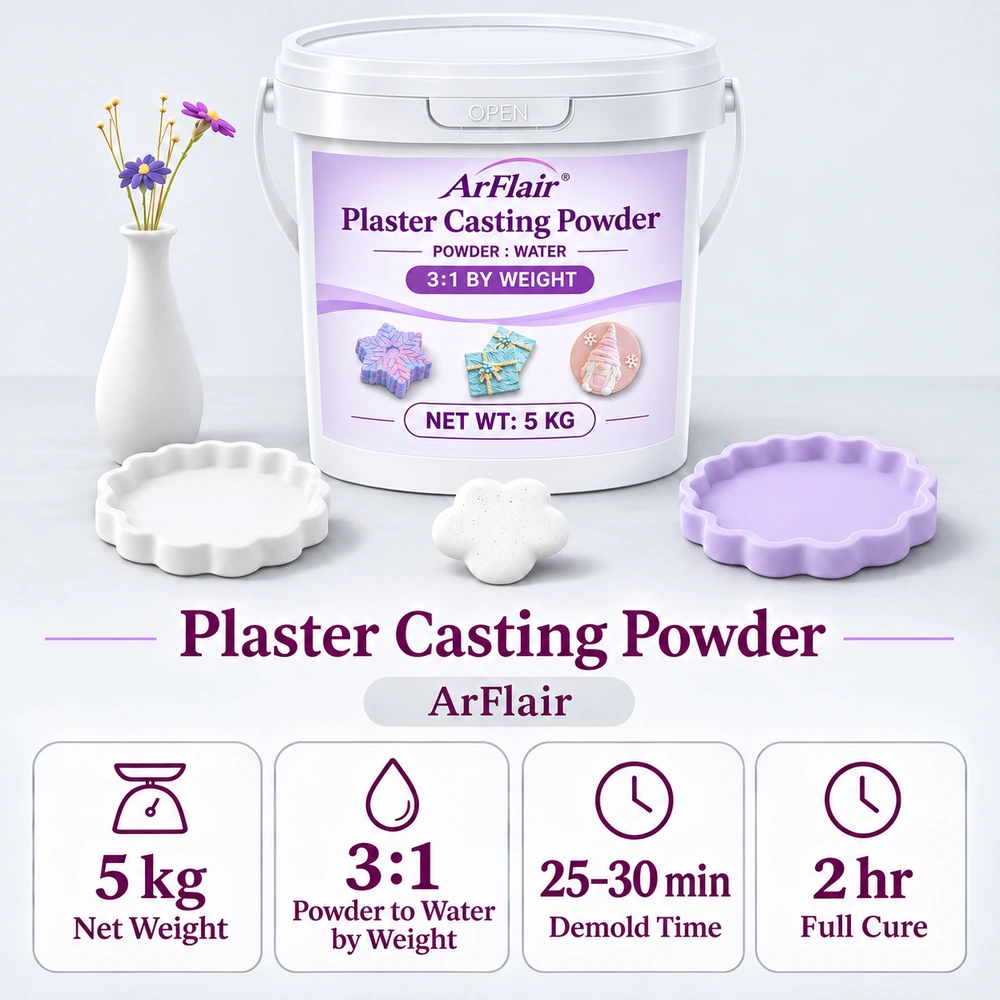 OPEN
ArFlair®
Plaster Casting Powder
POWDER : WATER
3:1 BY WEIGHT
NET WT: 5 KG
Plaster Casting Powder
ArFlair
5 kg
Net Weight
3:1
Powder to Water
by Weight
25-30 min
Demold Time
2 hr
Full Cure